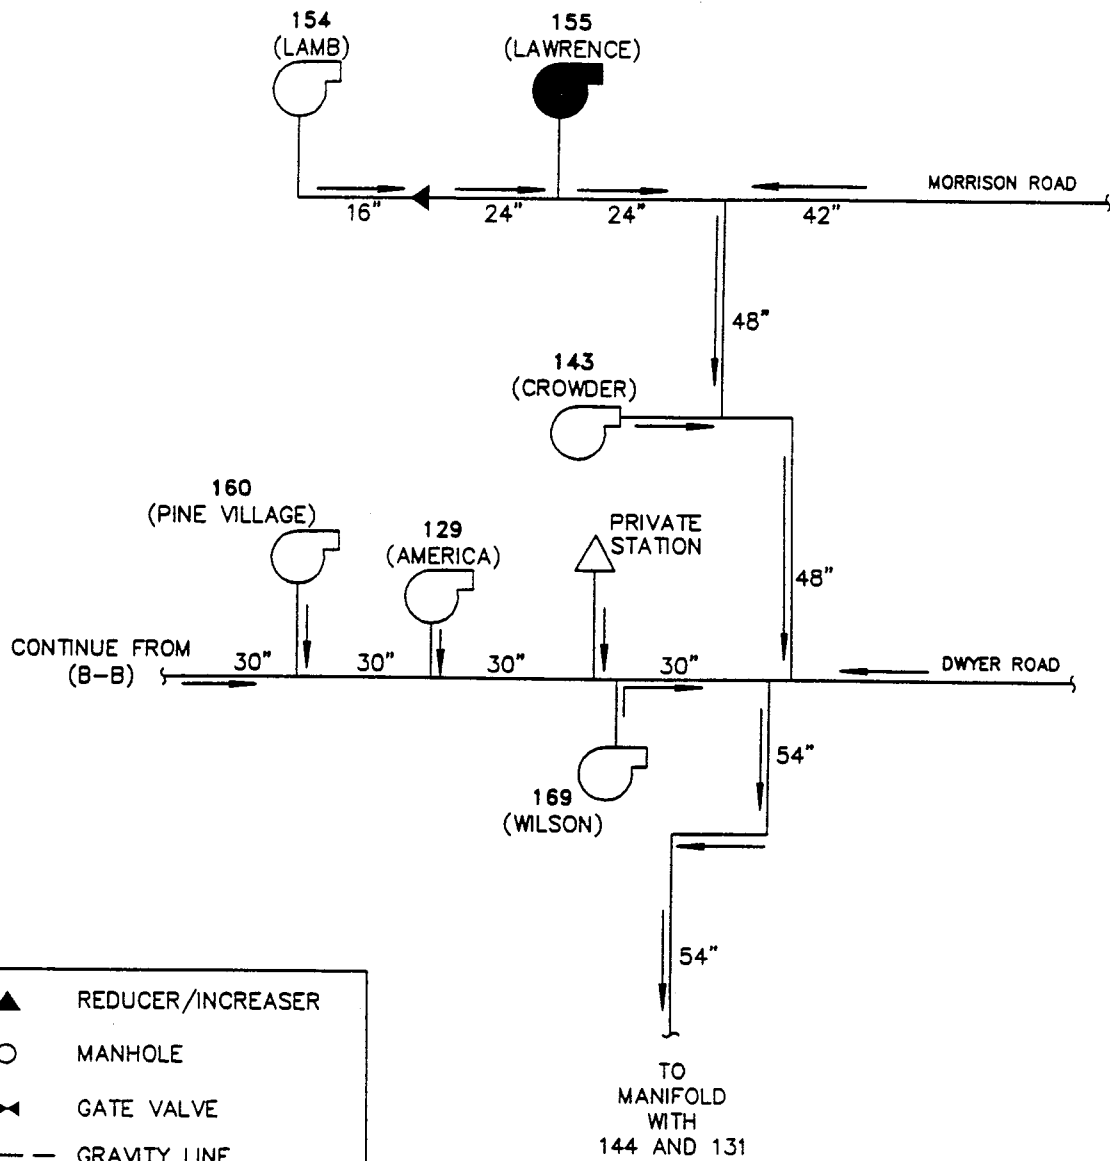 154
(LAMB)
155
(LAWRENCE)
MORRISON ROAD
16"
24"
24"
42"
48"
143
(CROWDER)
160
(PINE VILLAGE)
129
(AMERICA)
PRIVATE
STATION
48"
CONTINUE FROM
(B-B)
30"
30"
30"
30"
DWYER ROAD
54"
169
(WILSON)
54"
REDUCER/INCREASER
MANHOLE
GATE VALVE
GRAVITY LINE
TO
MANIFOLD
WITH
144 AND 131